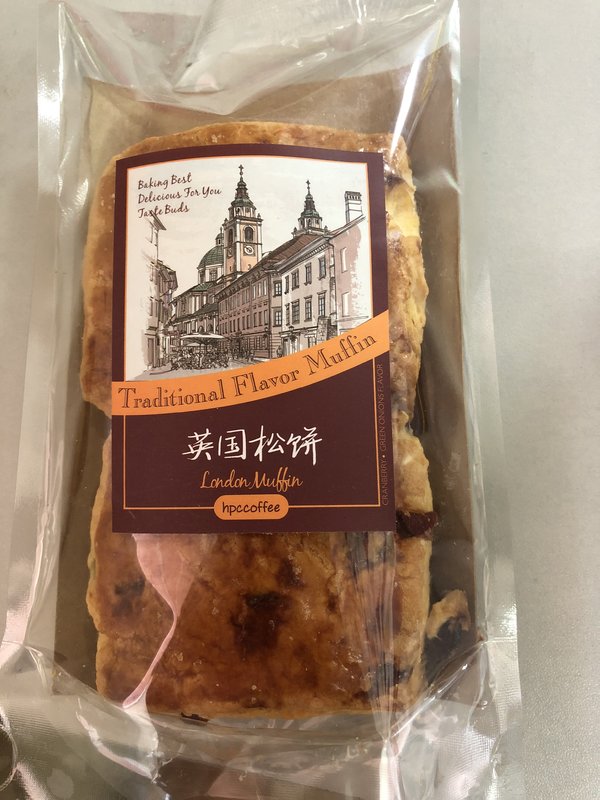 Baking Best
Delicious For You
Taste Buds
Traditional Flavor Muffin
英国松饼
London Muffin
hpccoffee
CRANBERRY • GREEN ONIONS FLAVOR